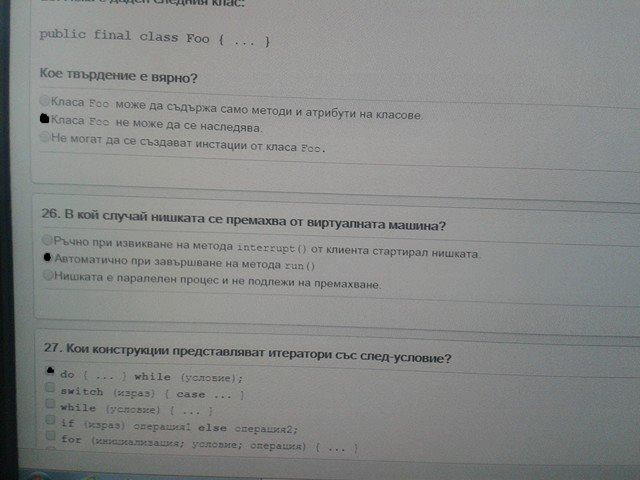 следния клас:
public final class Foo { ... }
Кое твърдение е вярно?
Класа Foo може да съдържа само методи и атрибути на класове.
Класа Foo не може да се наследява.
Не могат да се създават инстации от класа Foo.
26. В кой случай нишката се премахва от виртуалната машина?
Ръчно при извикване на метода interrupt() от клиента стартирал нишката.
Автоматично при завършване на метода run()
Нишката е паралелен процес и не подлежи на премахване.
27. Кои конструкции представляват итератори със след-условие?
do { ... } while (условие);
switch (израз) { case ... }
while (условие) { ... }
if (израз) операция1 else операция2;
for (инициализация; условие; операция) { ... }